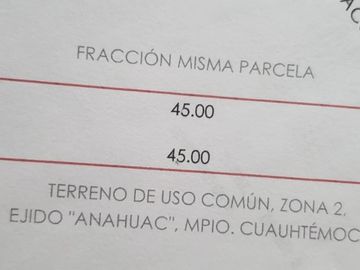 FRACCIÓN MISMA PARCELA
45.00
45.00
TERRENO DE USO COMÚN, ZONA 2,
EJIDO "ANAHUAC", MPIO. CUAUHTÉMOC